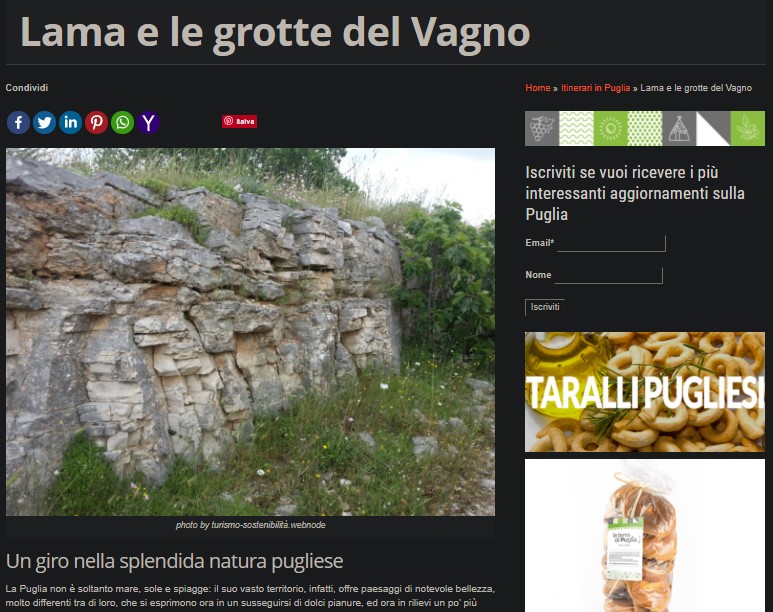 Lama e le grotte del Vagno
Condividi
Salva
photo by turismo-sostenibilità.webnode
Un giro nella splendida natura pugliese
La Puglia non è soltanto mare, sole e spiagge: il suo vasto territorio, infatti, offre paesaggi di notevole bellezza,
molto differenti tra di loro, che si esprimono ora in un susseguirsi di dolci pianure, ed ora in rilievi un po' più
Home » Itinerari in Puglia » Lama e le grotte del Vagno
Iscriviti se vuoi ricevere i più
interessanti aggiornamenti sulla
Puglia
Email*
Nome
Iscriviti
TARALLI PUGLIESI
la terra
di Puglia